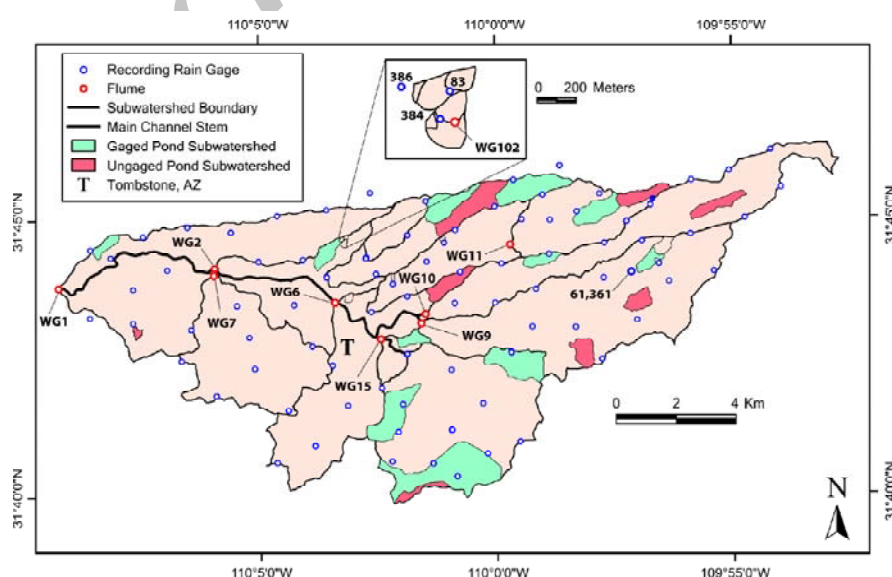 110°5'0"W 110°0'0"W 109°55'0"W
Recording Rain Gage
Flume
Subwatershed Boundary
Main Channel Stem
Gaged Pond Subwatershed
Ungaged Pond Subwatershed
T Tombstone, AZ
386
83
384
WG102
0 200 Meters
31°45'0"N
31°45'0"N
WG2
WG11
WG10
WG6
61,361
WG1
WG7
WG9
T
WG15
0 2 4 Km
31°40'0"N
31°40'0"N
N
110°5'0"W 110°0'0"W 109°55'0"W